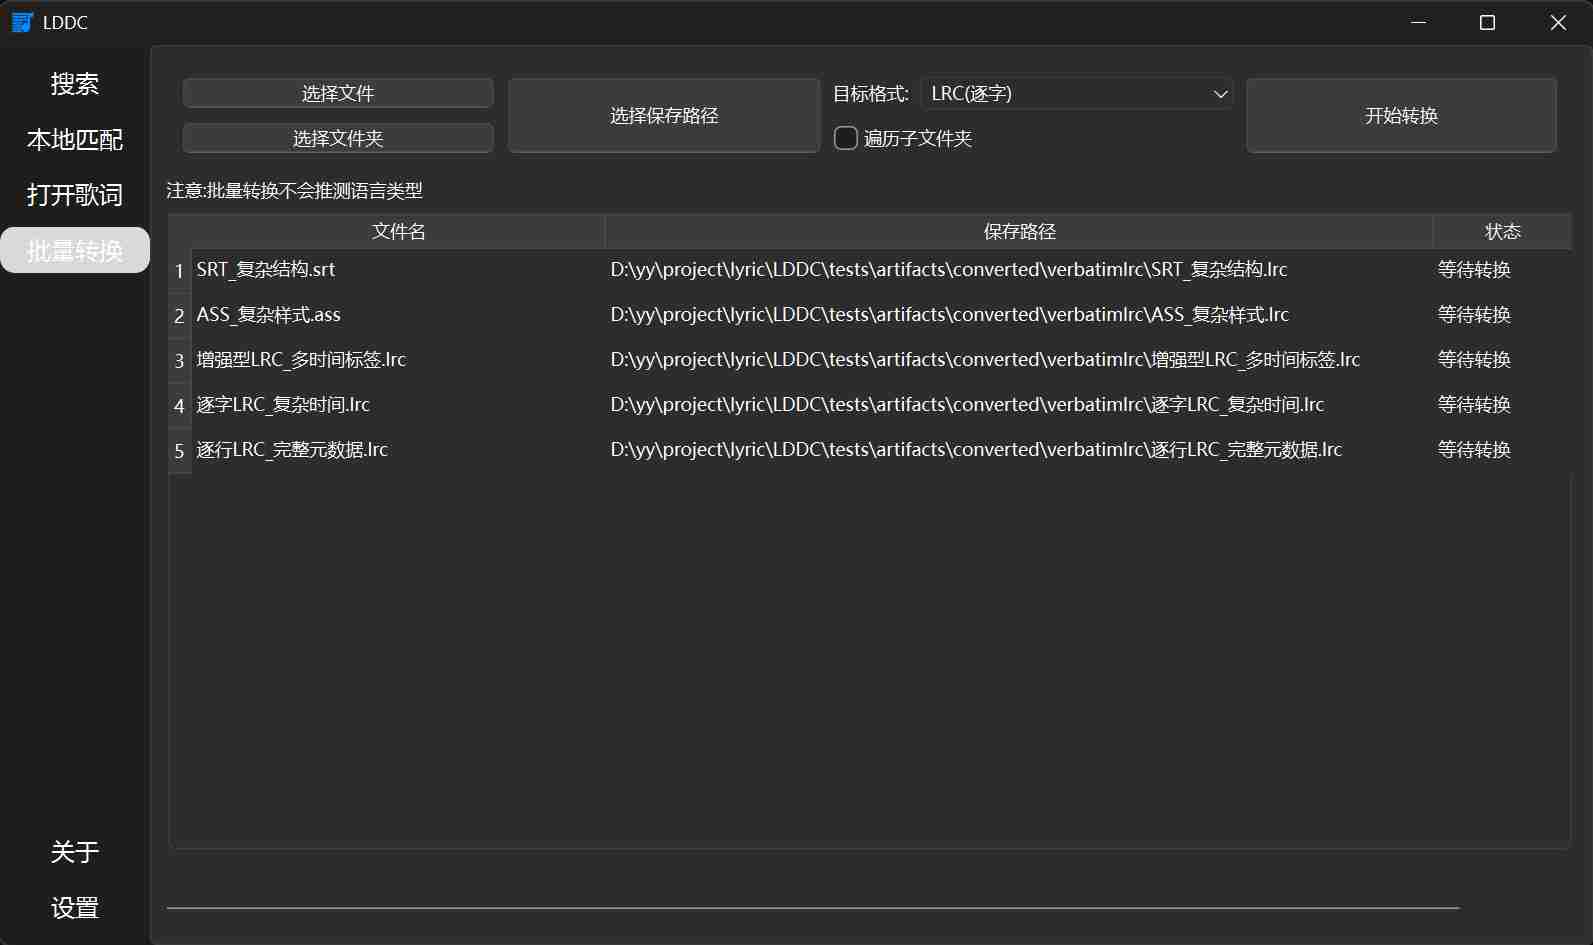 LDDC
搜索
本地匹配
打开歌词
批量转换
关于
设置
选择文件
选择文件夹
选择保存路径
目标格式: LRC(逐字)
遍历子文件夹
开始转换
注意:批量转换不会推测语言类型
文件名 保存路径 状态
1 SRT_复杂结构.srt D:\yy\project\lyric\LDDC\tests\artifacts\converted\verbatimlrc\SRT_复杂结构.lrc 等待转换
2 ASS_复杂样式.ass D:\yy\project\lyric\LDDC\tests\artifacts\converted\verbatimlrc\ASS_复杂样式.lrc 等待转换
3 增强型LRC_多时间标签.lrc D:\yy\project\lyric\LDDC\tests\artifacts\converted\verbatimlrc\增强型LRC_多时间标签.lrc 等待转换
4 逐字LRC_复杂时间.lrc D:\yy\project\lyric\LDDC\tests\artifacts\converted\verbatimlrc\逐字LRC_复杂时间.lrc 等待转换
5 逐行LRC_完整元数据.lrc D:\yy\project\lyric\LDDC\tests\artifacts\converted\verbatimlrc\逐行LRC_完整元数据.lrc 等待转换